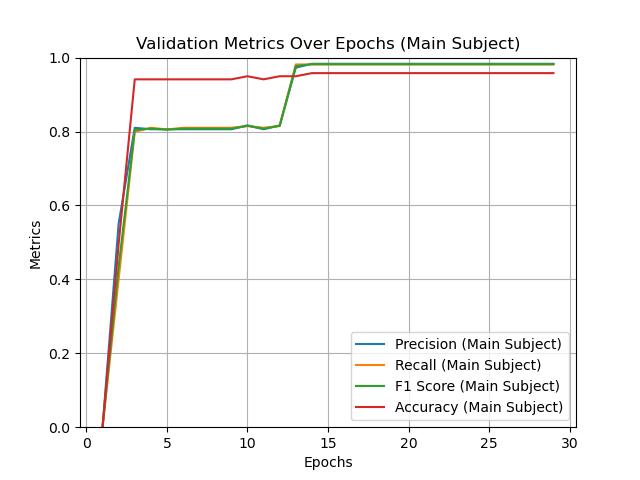 Validation Metrics Over Epochs (Main Subject)
1.0
0.8
0.6
0.4
0.2
0.0
Metrics
Precision (Main Subject)
Recall (Main Subject)
F1 Score (Main Subject)
Accuracy (Main Subject)
0 5 10 15 20 25 30
Epochs